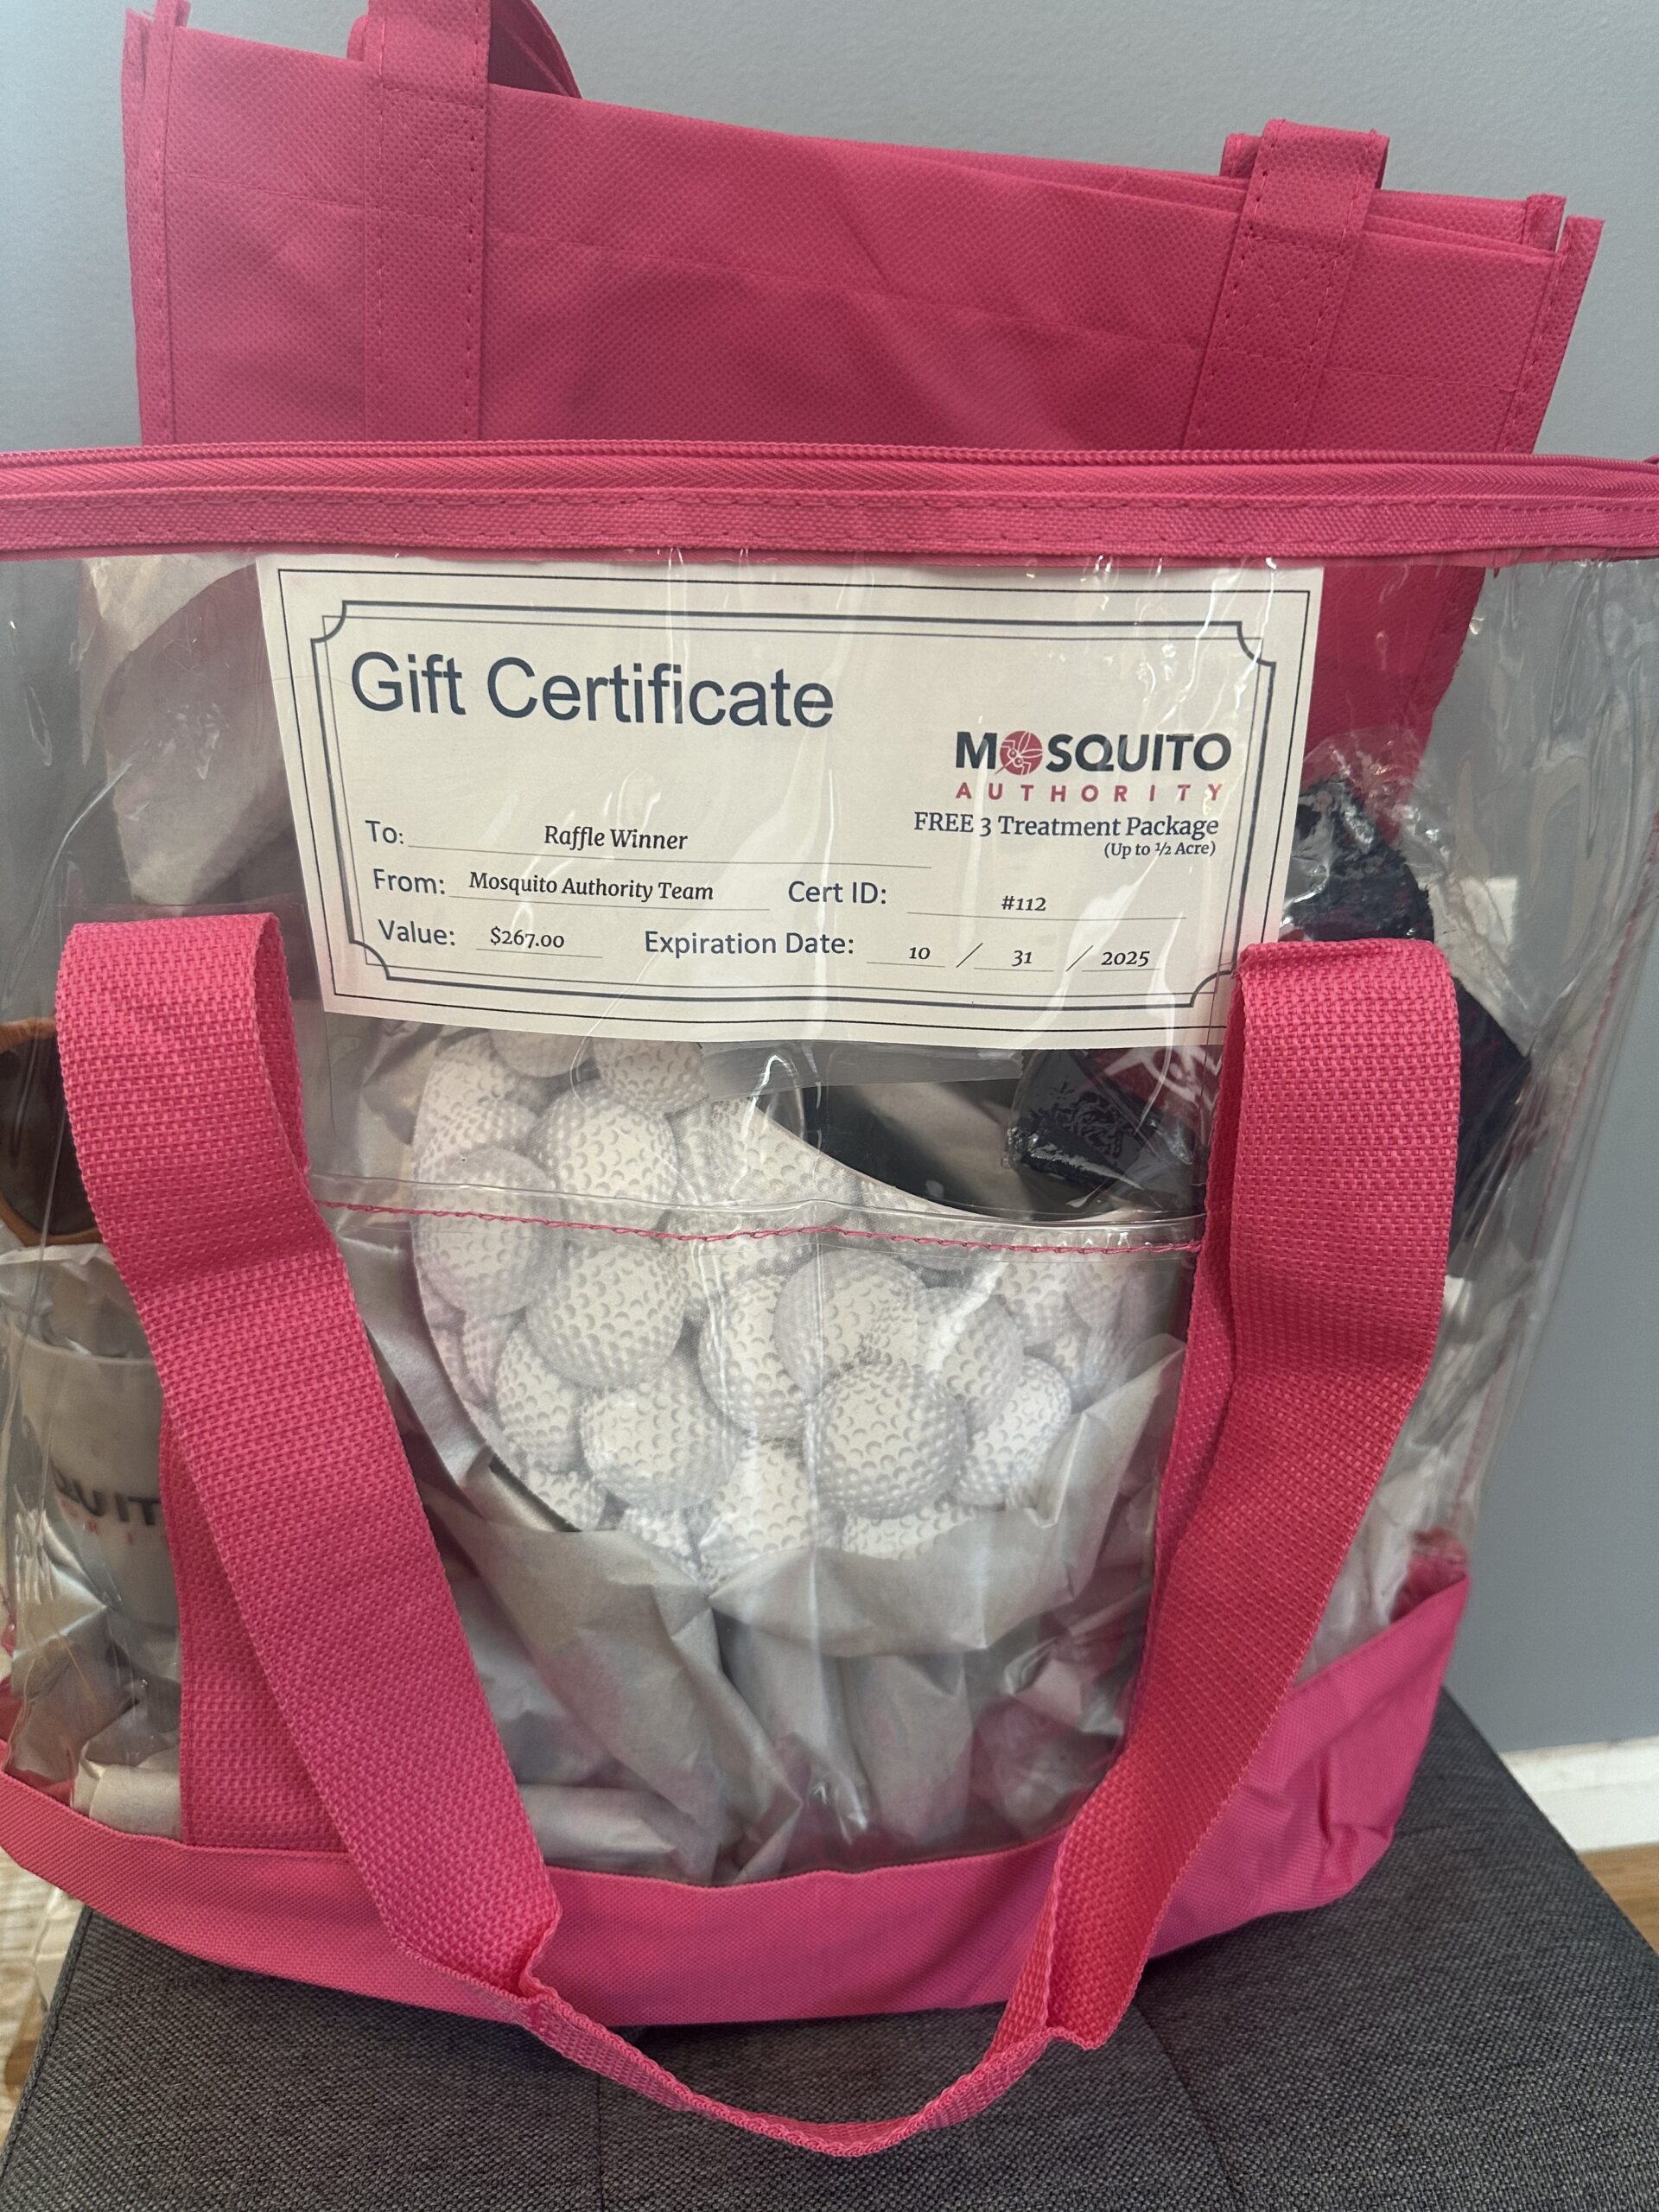 Gift Certificate
MOSQUITO
AUTHORITY
FREE 3 Treatment Package
(Up to ½ Acre)
To: Raffle Winner
From: Mosquito Authority Team Cert ID: #112
Value: $267.00 Expiration Date: 10 / 31 / 2025